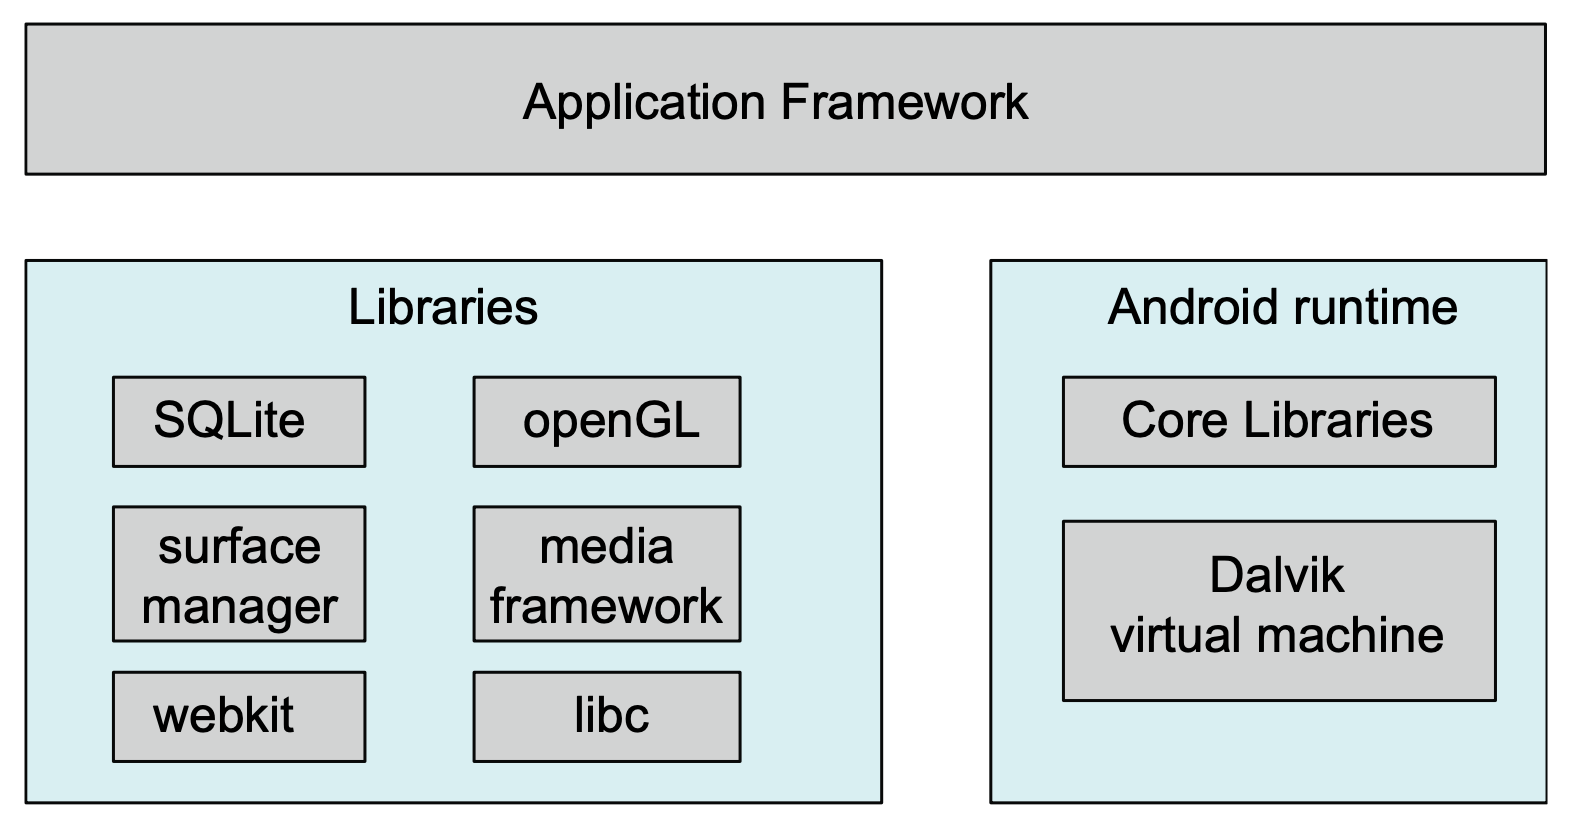 Application Framework
Libraries
SQLite
openGL
surface
manager
media
framework
webkit
libc
Android runtime
Core Libraries
Dalvik
virtual machine